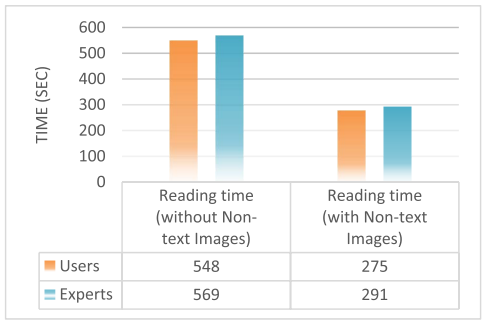 600
500
400
300
200
100
0
TIME (SEC)
Reading time
(without Non-
text Images)
Reading time
(with Non-text
Images)
Users 548 275
Experts 569 291